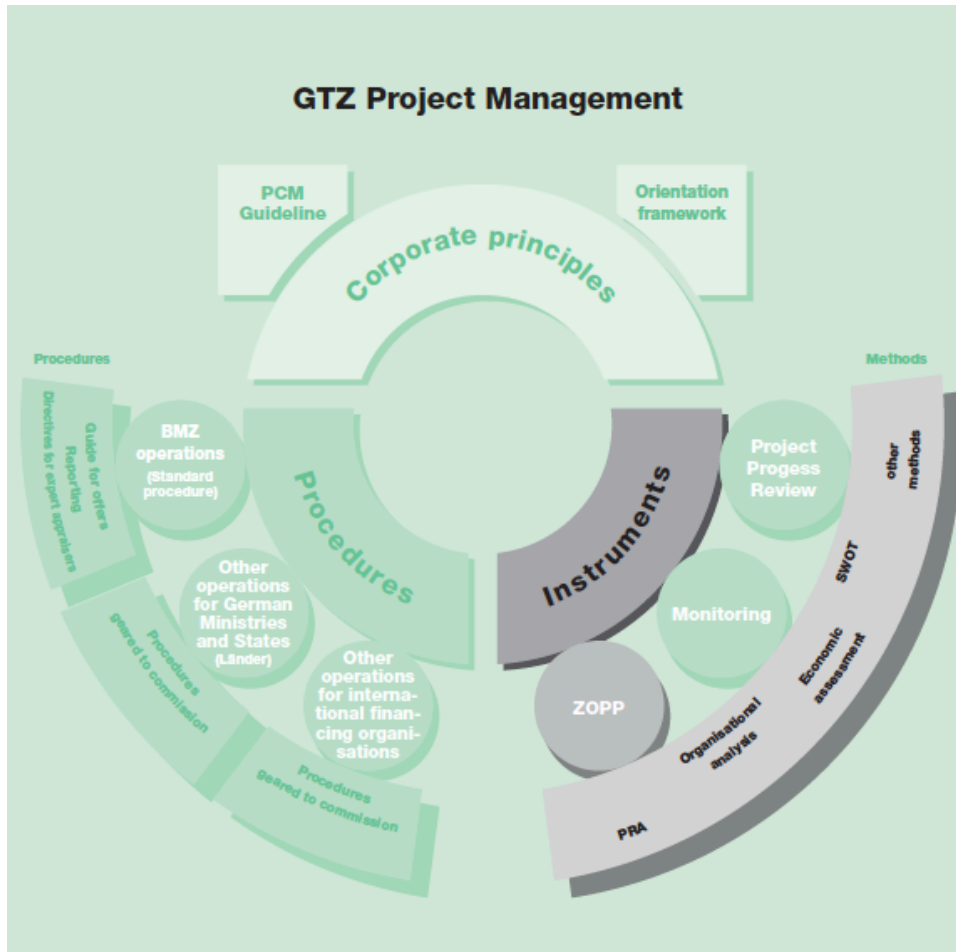 GTZ Project Management
PCM
Guideline
Orientation
framework
Corporate principles
Procedures
Methods
Guide for offers
Reporting
Directives for expert appraisors
BMZ
operations
(Standard
procedure)
Procedures
Instruments
Project
Progess
Review
other
methods
Other
operations
for German
Ministries
and States
(Länder)
Procedures
geared to commission
Monitoring
SWOT
Economic
assessment
Other
operations
for interna-
tional finan-
cing organi-
sations
Procedures
geared to commission
ZOPP
Organisational
analysis
PRA